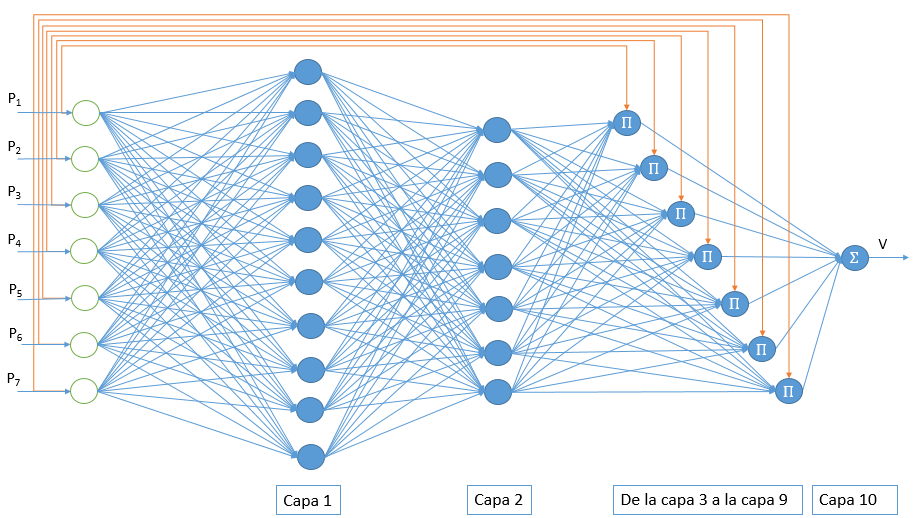 P1
P2
P3
P4
P5
P6
P7
Π
Π
Π
Π
Π
Π
Π
Σ
V
Capa 1
Capa 2
De la capa 3 a la capa 9
Capa 10